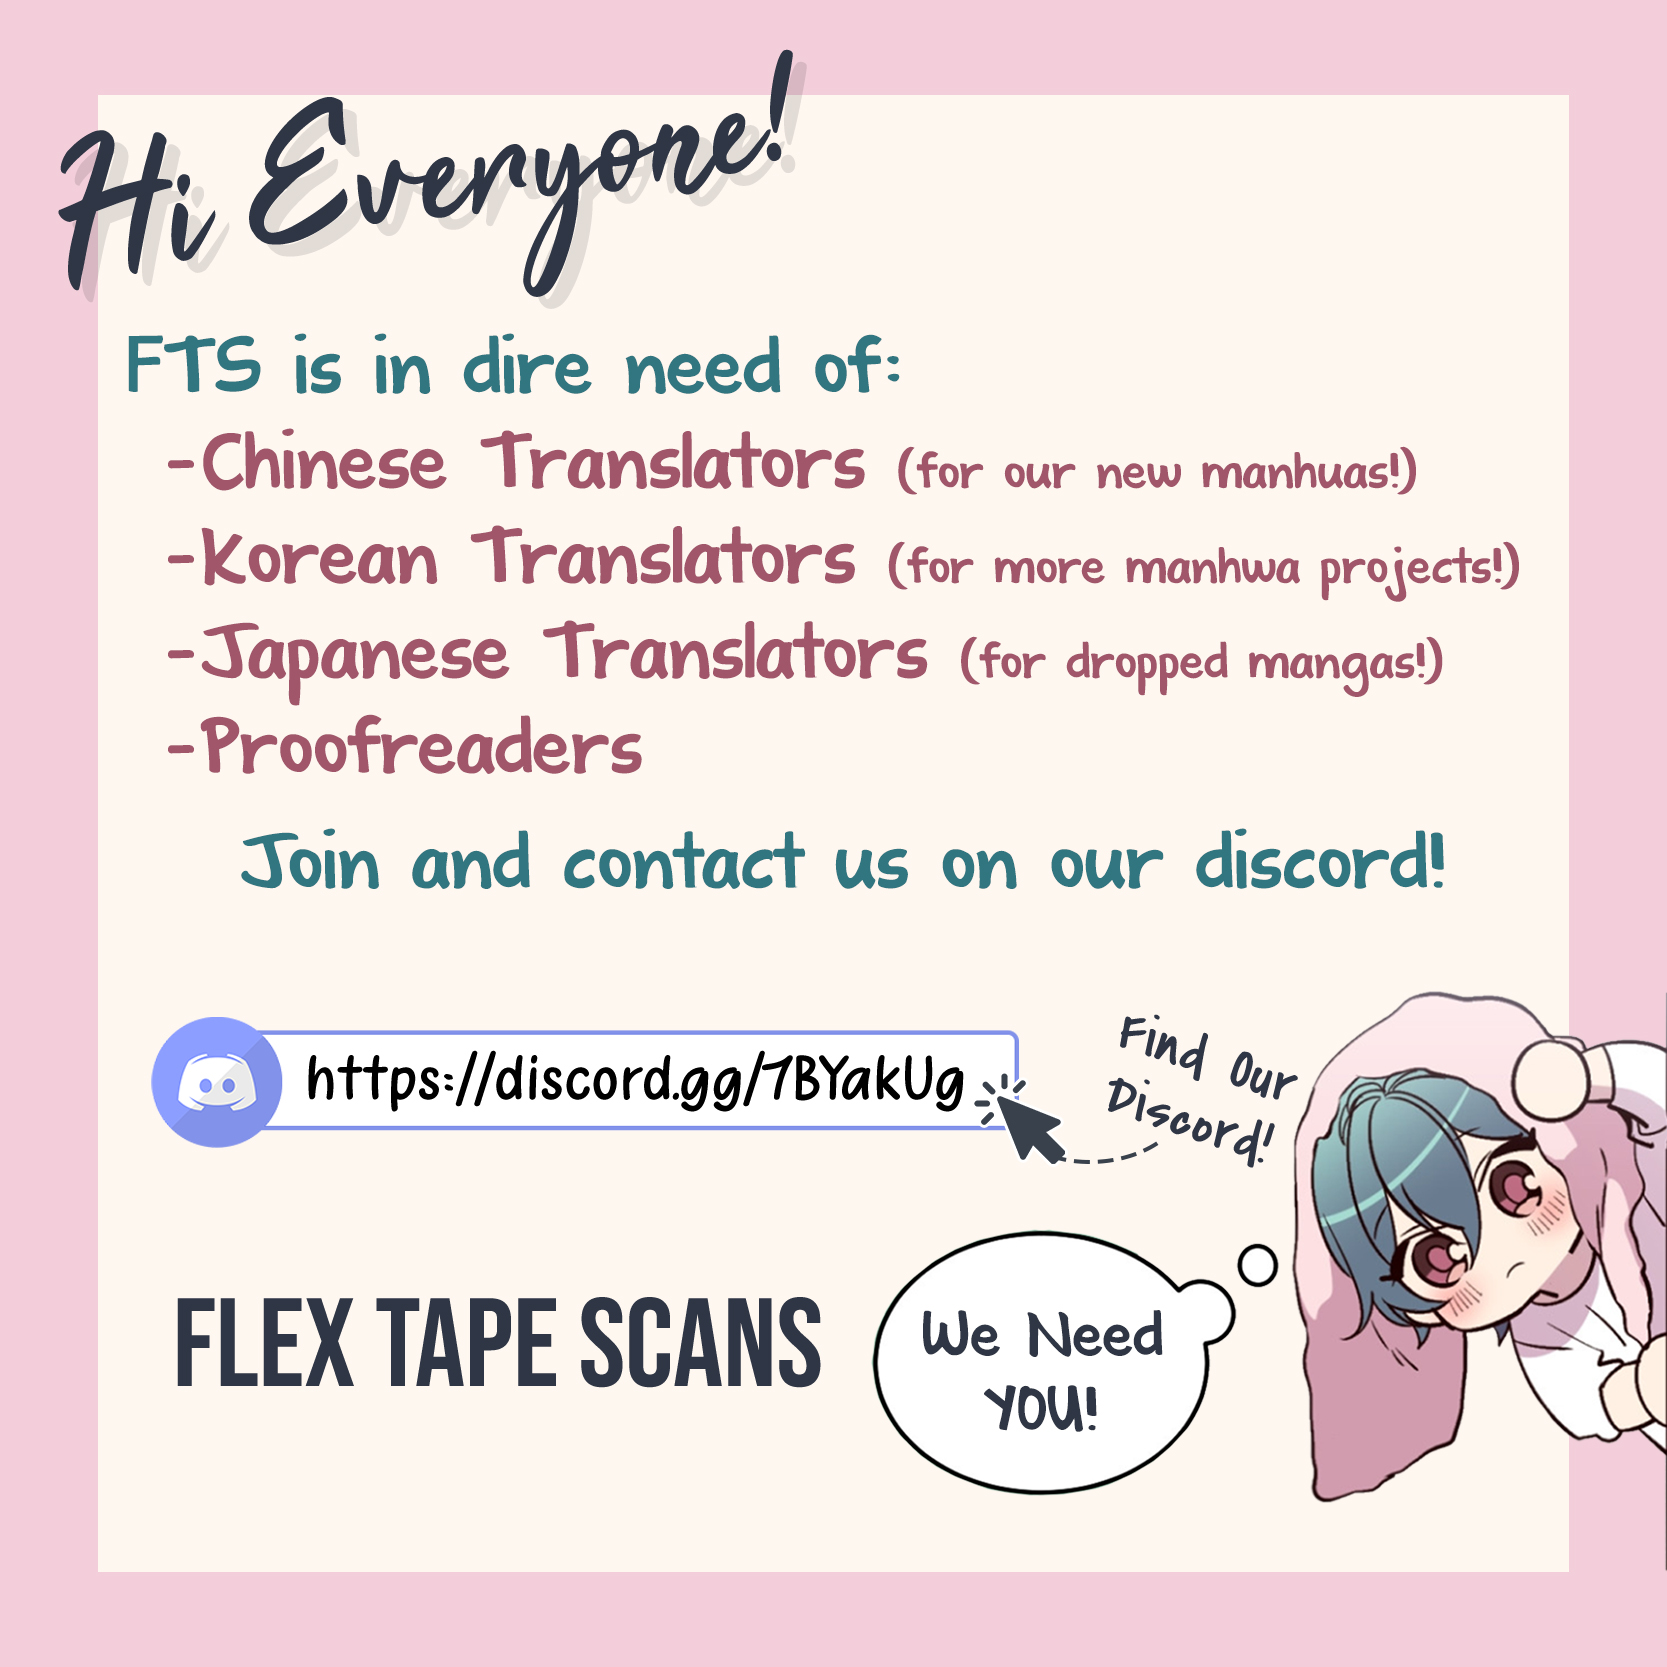 Hi Everyone!
FTS is in dire need of:
-Chinese Translators (for our new manhuas!)
-Korean Translators (for more manhwa projects!)
-Japanese Translators (for dropped mangas!)
-Proofreaders
Join and contact us on our discord!
https://discord.gg/7BYakUg
Find Our
Discord!
FLEX TAPE SCANS
We Need
YOU!